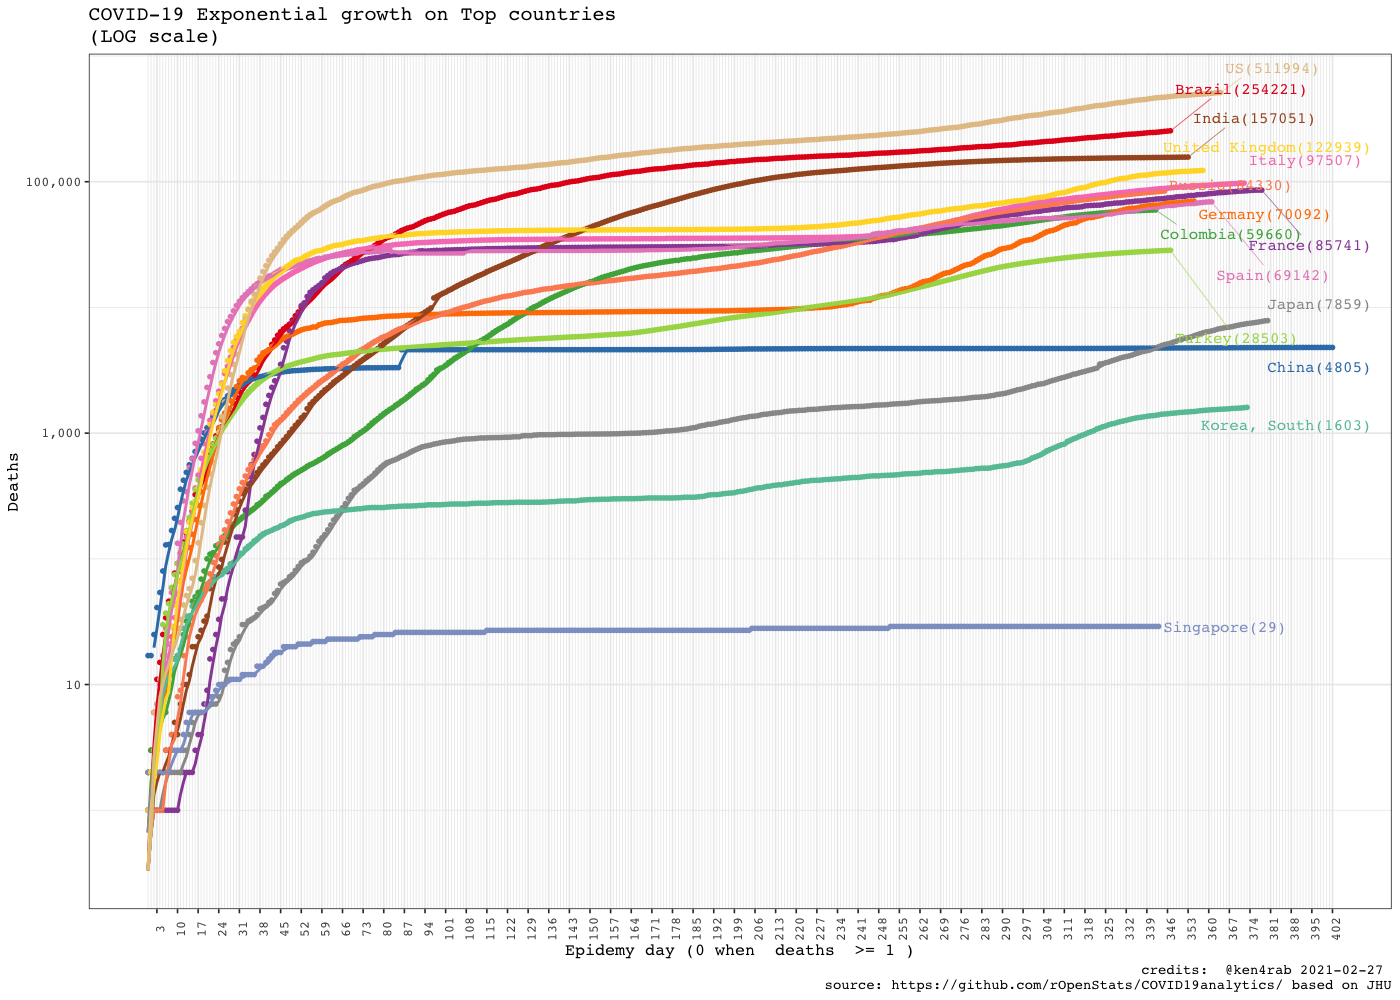 COVID-19 Exponential growth on Top countries
(LOG scale)
US(511994)
Brazil(254221)
India(157051)
United Kingdom(122939)
Italy(97507)
100,000
Russia(84330)
Germany(70092)
Colombia(59660)
France(85741)
Spain(69142)
Japan(7859)
Turkey(28503)
China(4805)
Korea, South(1603)
1,000
Deaths
Singapore(29)
10
3 10 17 24 31 38 45 52 59 66 73 80 87 94 101 108 115 122 129 136 143 150 157 164 171 178 185 192 199 206 213 220 227 234 241 248 255 262 269 276 283 290 297 304 311 318 325 332 339 346 353 360 367 374 381 388 395 402
Epidemy day (0 when  deaths  >= 1 )
credits:  @ken4rab 2021-02-27
source: https://github.com/rOpenStats/COVID19analytics/ based on JHU